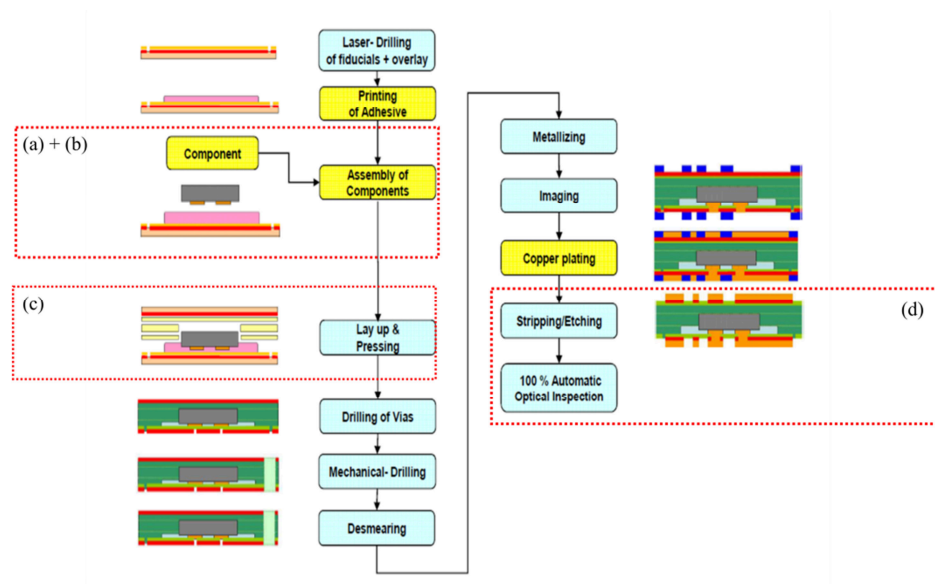 Laser- Drilling
of fiducials + overlay
Printing
of Adhesive
(a) + (b)
Component
Assembly of
Components
(c)
Lay up &
Pressing
Drilling of Vias
Mechanical- Drilling
Desmearing
Metallizing
Imaging
Copper plating
Stripping/Etching
(d)
100 % Automatic
Optical Inspection